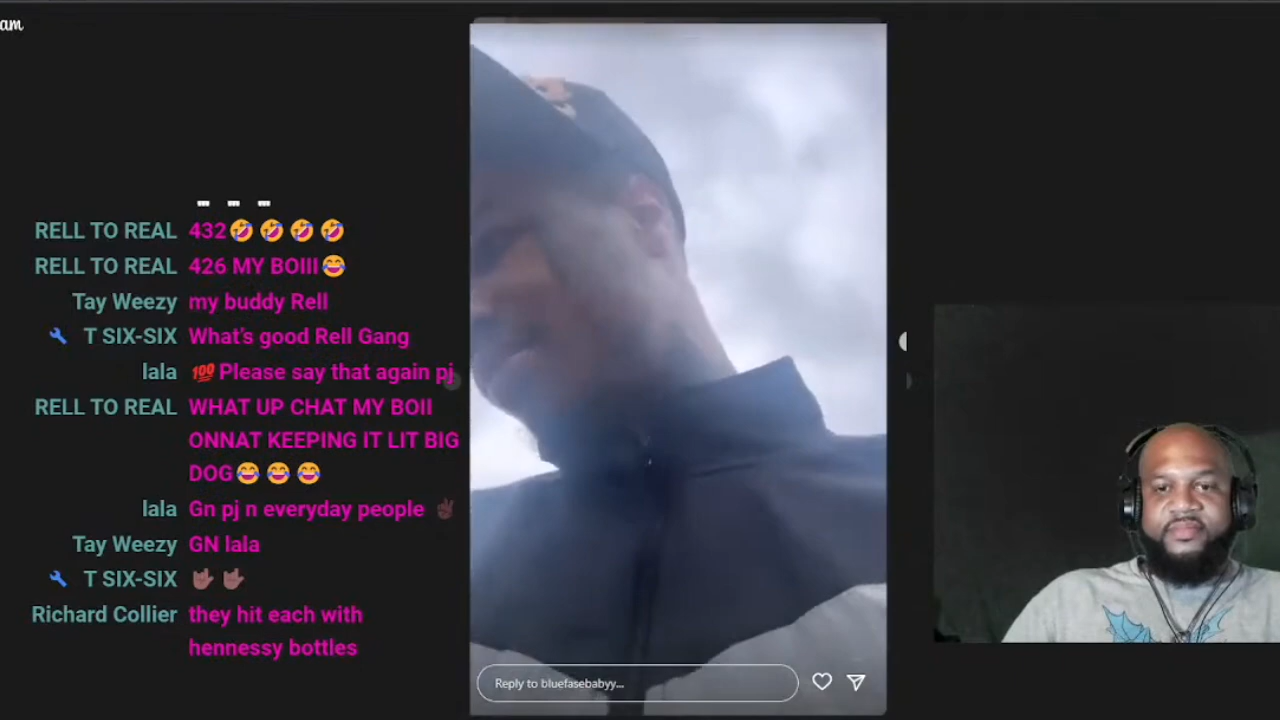 am
RELL TO REAL 432🤣🤣🤣🤣
RELL TO REAL 426 MY BOIII😂
Tay Weezy my buddy Rell
T SIX-SIX What's good Rell Gang
lala 💯Please say that again pj
RELL TO REAL WHAT UP CHAT MY BOII
ONNAT KEEPING IT LIT BIG
DOG😂😂😂
lala Gn pj n everyday people ✌🏿
Tay Weezy GN lala
T SIX-SIX 🤟🏽🤟🏽
Richard Collier they hit each with
hennessy bottles
Reply to bluefasebabyy...